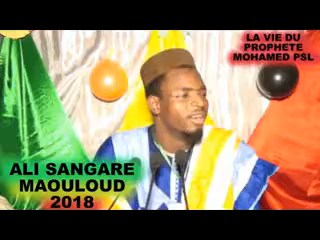 LA VIE DU
PROPHETE
MOHAMED PSL
ALI SANGARE
MAOULOUD
2018